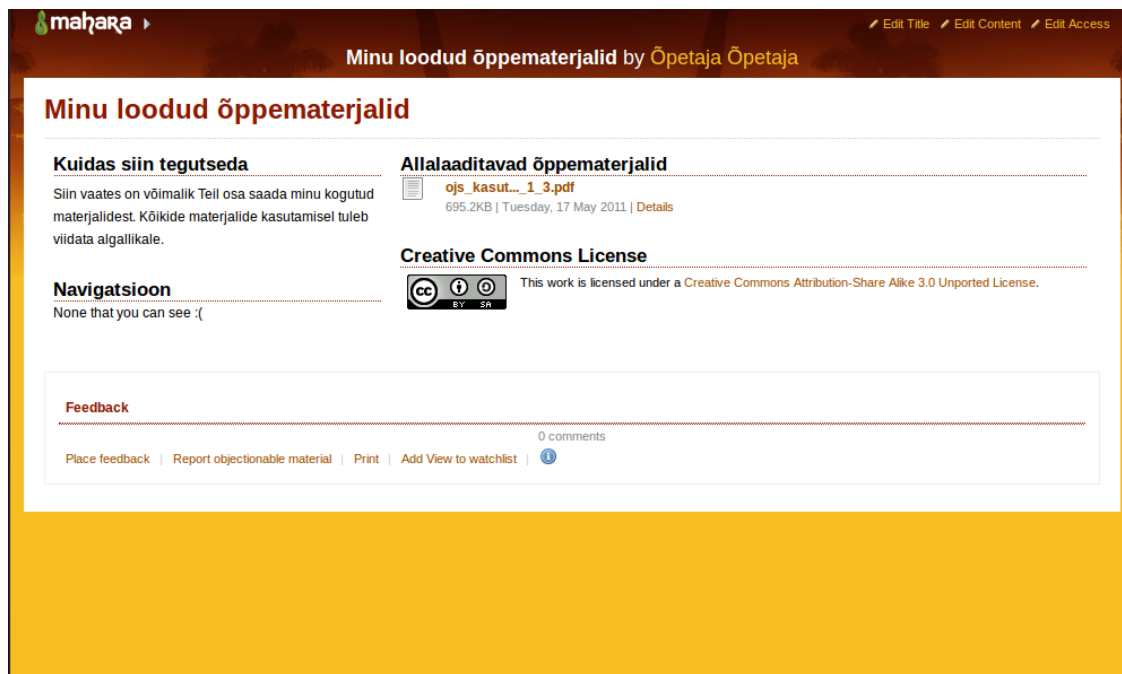 mahara
Edit Title Edit Content Edit Access
Minu loodud õppematerjalid by Õpetaja Õpetaja
Minu loodud õppematerjalid
Kuidas siin tegutseda
Siin vaates on võimalik Teil osa saada minu kogutud
materjalidest. Kõikide materjalide kasutamisel tuleb
viidata algallikale.
Navigatsioon
None that you can see :(
Allalaaditavad õppematerjalid
ojs_kasut..._1_3.pdf
695.2KB | Tuesday, 17 May 2011 | Details
Creative Commons License
cc BY SA
This work is licensed under a Creative Commons Attribution-Share Alike 3.0 Unported License.
Feedback
0 comments
Place feedback | Report objectionable material | Print | Add View to watchlist |